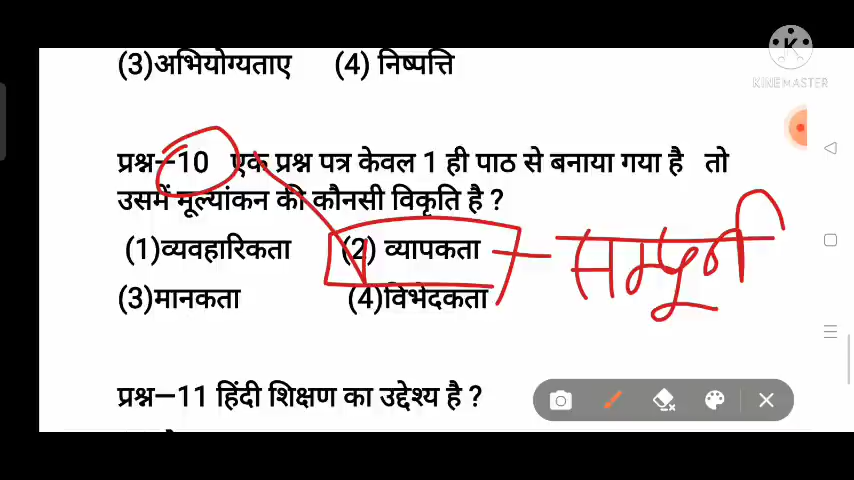 (3)अभियोग्यताए (4) निष्पत्ति
KINEMASTER
प्रश्न–10 एक प्रश्न पत्र केवल 1 ही पाठ से बनाया गया है तो
उसमें मूल्यांकन की कौनसी विकृति है ?
(1)व्यवहारिकता (2) व्यापकता
सम्पूर्ण
(3)मानकता (4)विभेदकता
प्रश्न–11 हिंदी शिक्षण का उद्देश्य है ?